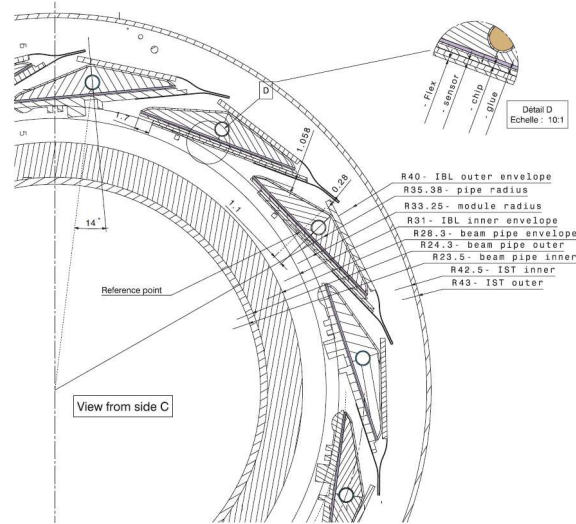 - Flex
- sensor
- chip
- glue
Détail D
Echelle : 10:1
D
6
5
1.7
1.058
0.28
1.1
14°
R40- IBL outer envelope
R35.38- pipe radius
R33.25- module radius
R31- IBL inner envelope
R28.3- beam pipe envelope
R24.3- beam pipe outer
R23.5- beam pipe inner
R42.5- IST inner
R43- IST outer
Reference point
View from side C